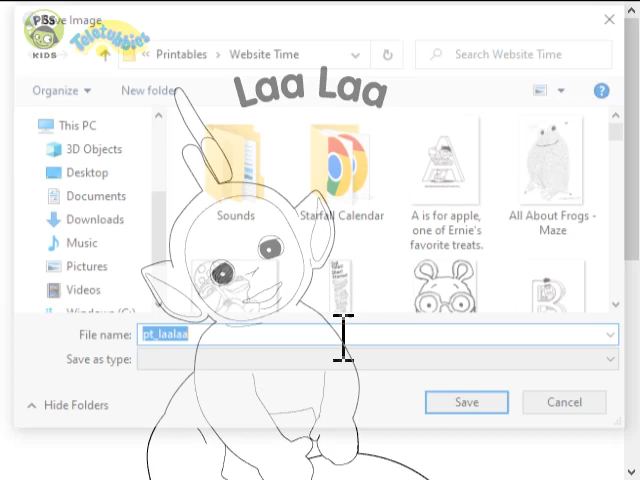 Save Image
PBS
KIDS
Teletubbies
Printables
Website Time
Search Website Time
Organize
New folder
Laa Laa
This PC
3D Objects
Desktop
Documents
Downloads
Music
Pictures
Videos
Sounds
Starfall Calendar
A is for apple,
one of Ernie's
favorite treats.
All About Frogs -
Maze
File name: pt_laalaa
Save as type:
Hide Folders
Save
Cancel